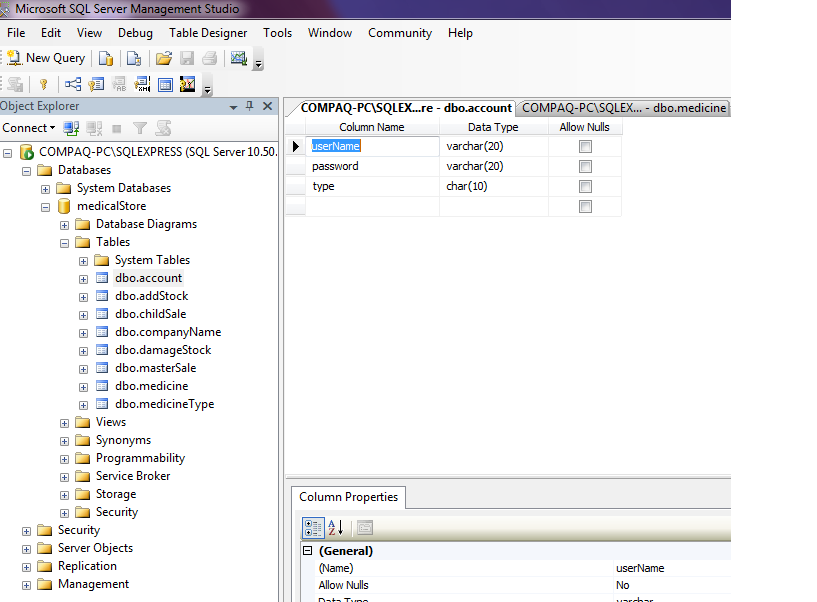 Microsoft SQL Server Management Studio
File Edit View Debug Table Designer Tools Window Community Help
New Query
Object Explorer
Connect
COMPAQ-PC\SQLEXPRESS (SQL Server 10.50.
Databases
System Databases
medicalStore
Database Diagrams
Tables
System Tables
dbo.account
dbo.addStock
dbo.childSale
dbo.companyName
dbo.damageStock
dbo.masterSale
dbo.medicine
dbo.medicineType
Views
Synonyms
Programmability
Service Broker
Storage
Security
Security
Server Objects
Replication
Management
COMPAQ-PC\SQLEX...re - dbo.account COMPAQ-PC\SQLEX... - dbo.medicine
Column Name Data Type Allow Nulls
userName varchar(20)
password varchar(20)
type char(10)
Column Properties
(General)
(Name) userName
Allow Nulls No
Data Type varchar